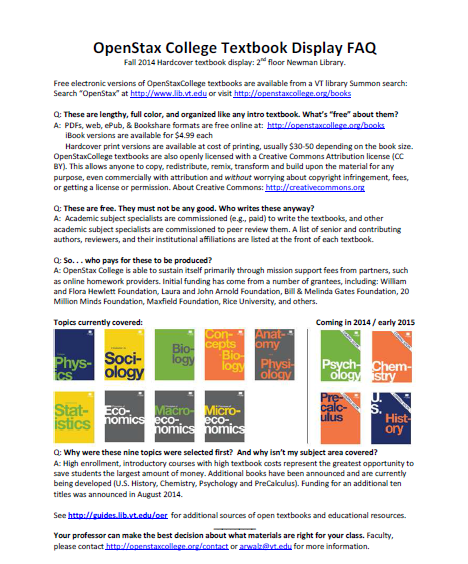 OpenStax College Textbook Display FAQ
Fall 2014 Hardcover textbook display: 2nd floor Newman Library.
Free electronic versions of OpenStaxCollege textbooks are available from a VT library Summon search:
Search "OpenStax" at http://www.lib.vt.edu or visit http://openstaxcollege.org/books
Q: These are lengthy, full color, and organized like any intro textbook. What's "free" about them?
A: PDFs, web, ePub, & Bookshare formats are free online at: http://openstaxcollege.org/books
iBook versions are available for $4.99 each
Hardcover print versions are available at cost of printing, usually $30-50 depending on the book size.
OpenStaxCollege textbooks are also openly licensed with a Creative Commons Attribution license (CC
BY). This allows anyone to copy, redistribute, remix, transform and build upon the material for any
purpose, even commercially with attribution and without worrying about copyright infringement, fees,
or getting a license or permission. About Creative Commons: http://creativecommons.org
Q: These are free. They must not be any good. Who writes these anyway?
A: Academic subject specialists are commissioned (e.g., paid) to write the textbooks, and other
academic subject specialists are commissioned to peer review them. A list of senior and contributing
authors, reviewers, and their institutional affiliations are listed at the front of each textbook.
Q: So. . . who pays for these to be produced?
A: OpenStax College is able to sustain itself primarily through mission support fees from partners, such
as online homework providers. Initial funding has come from a number of grantees, including: William
and Flora Hewlett Foundation, Laura and John Arnold Foundation, Bill & Melinda Gates Foundation, 20
Million Minds Foundation, Maxfield Foundation, Rice University, and others.
Topics currently covered: Coming in 2014 / early 2015
Phys-
ics
Soci-
ology
Bio-
logy
Con-
cepts
Bio-
logy
Anat-
omy
Physi-
ology
Psych-
ology
Chem-
istry
Stat-
istics
Eco-
nomics
Macro-
eco-
nomics
Micro-
eco-
nomics
Pre-
calc-
ulus
U.
S.
Hist-
ory
Q: Why were these nine topics were selected first? And why isn't my subject area covered?
A: High enrollment, introductory courses with high textbook costs represent the greatest opportunity to
save students the largest amount of money. Additional books have been announced and are currently
being developed (U.S. History, Chemistry, Psychology and PreCalculus). Funding for an additional ten
titles was announced in August 2014.
See http://guides.lib.vt.edu/oer for additional sources of open textbooks and educational resources.
Your professor can make the best decision about what materials are right for your class. Faculty,
please contact http://openstaxcollege.org/contact or arwalz@vt.edu for more information.